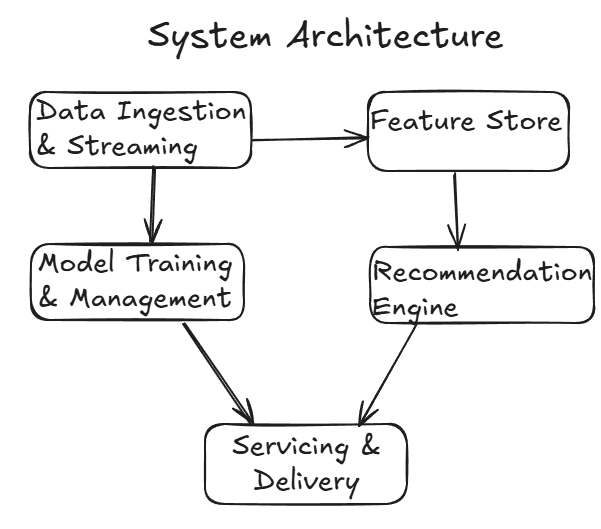 System Architecture
Data Ingestion
& Streaming
Feature Store
Model Training
& Management
Recommendation
Engine
Servicing &
Delivery